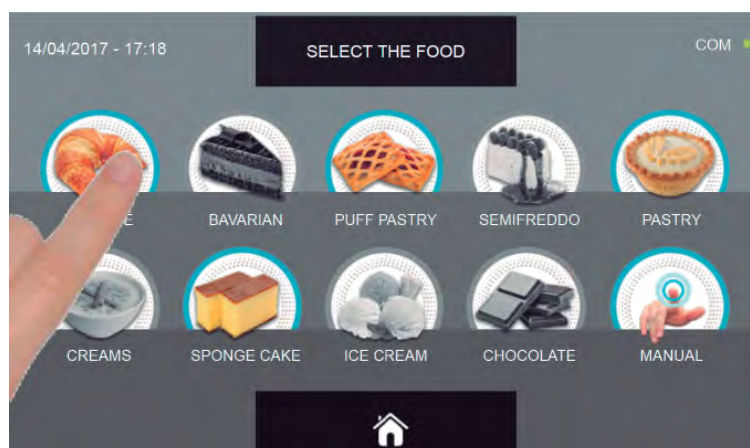 14/04/2017 - 17:18
SELECT THE FOOD
COM
BAVARIAN
PUFF PASTRY
SEMIFREDDO
PASTRY
CREAMS
SPONGE CAKE
ICE CREAM
CHOCOLATE
MANUAL